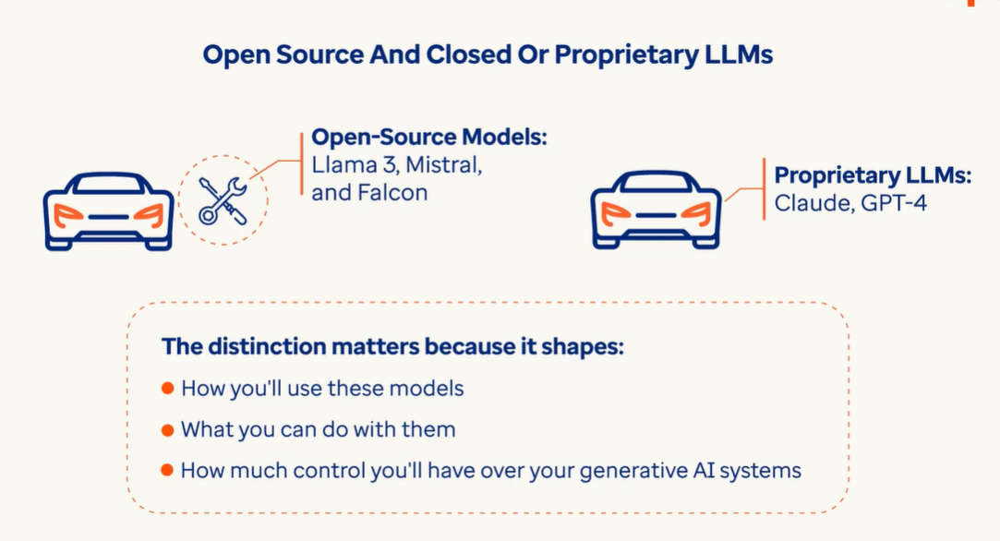 Open Source And Closed Or Proprietary LLMs
Open-Source Models:
Llama 3, Mistral,
and Falcon
Proprietary LLMs:
Claude, GPT-4
The distinction matters because it shapes:
How you'll use these models
What you can do with them
How much control you'll have over your generative AI systems